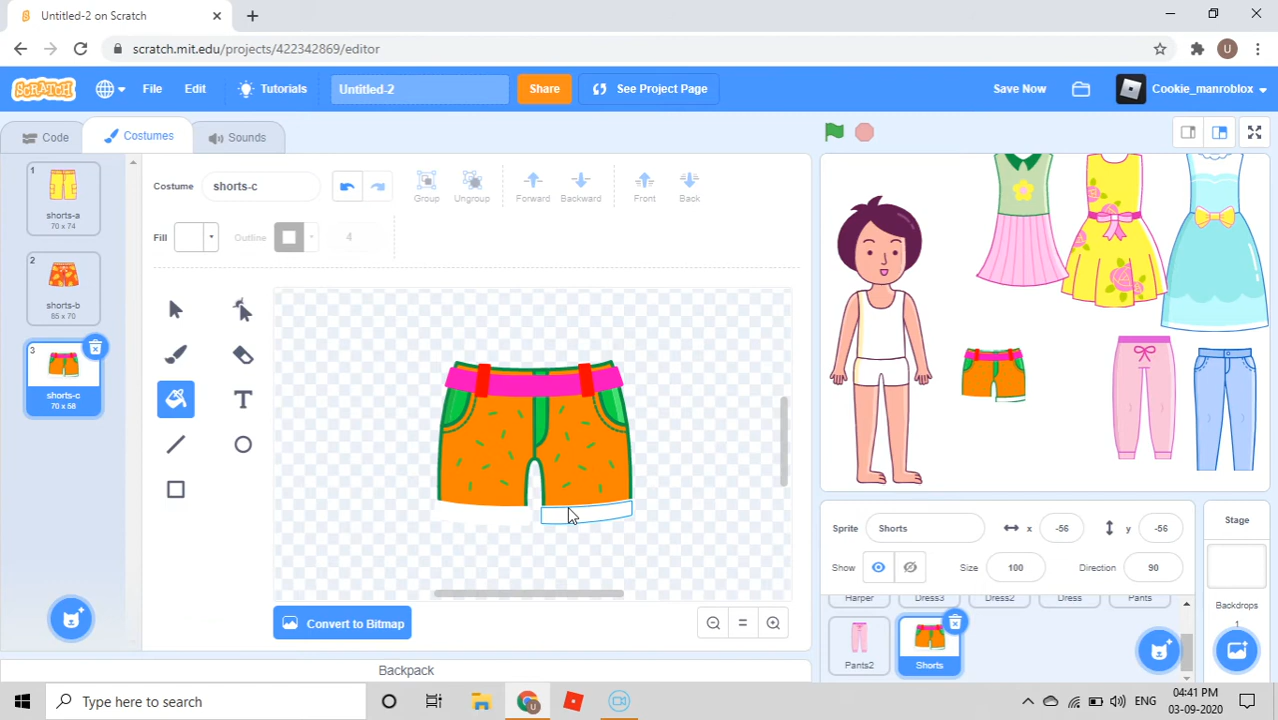 Untitled-2 on Scratch
scratch.mit.edu/projects/422342869/editor
U
SCRATCH
File
Edit
Tutorials
Untitled-2
Share
See Project Page
Save Now
Cookie_manroblox
Code
Costumes
Sounds
1
shorts-a
70 x 74
2
shorts-b
85 x 70
3
shorts-c
70 x 58
Costume
shorts-c
Group
Ungroup
Forward
Backward
Front
Back
Fill
Outline
4
T
Convert to Bitmap
Backpack
Sprite
Shorts
x
-56
y
-56
Show
Size
100
Direction
90
Stage
Backdrops
1
Harper
Dress3
Dress2
Dress
Pants
Pants2
Shorts
Type here to search
ENG
04:41 PM
03-09-2020